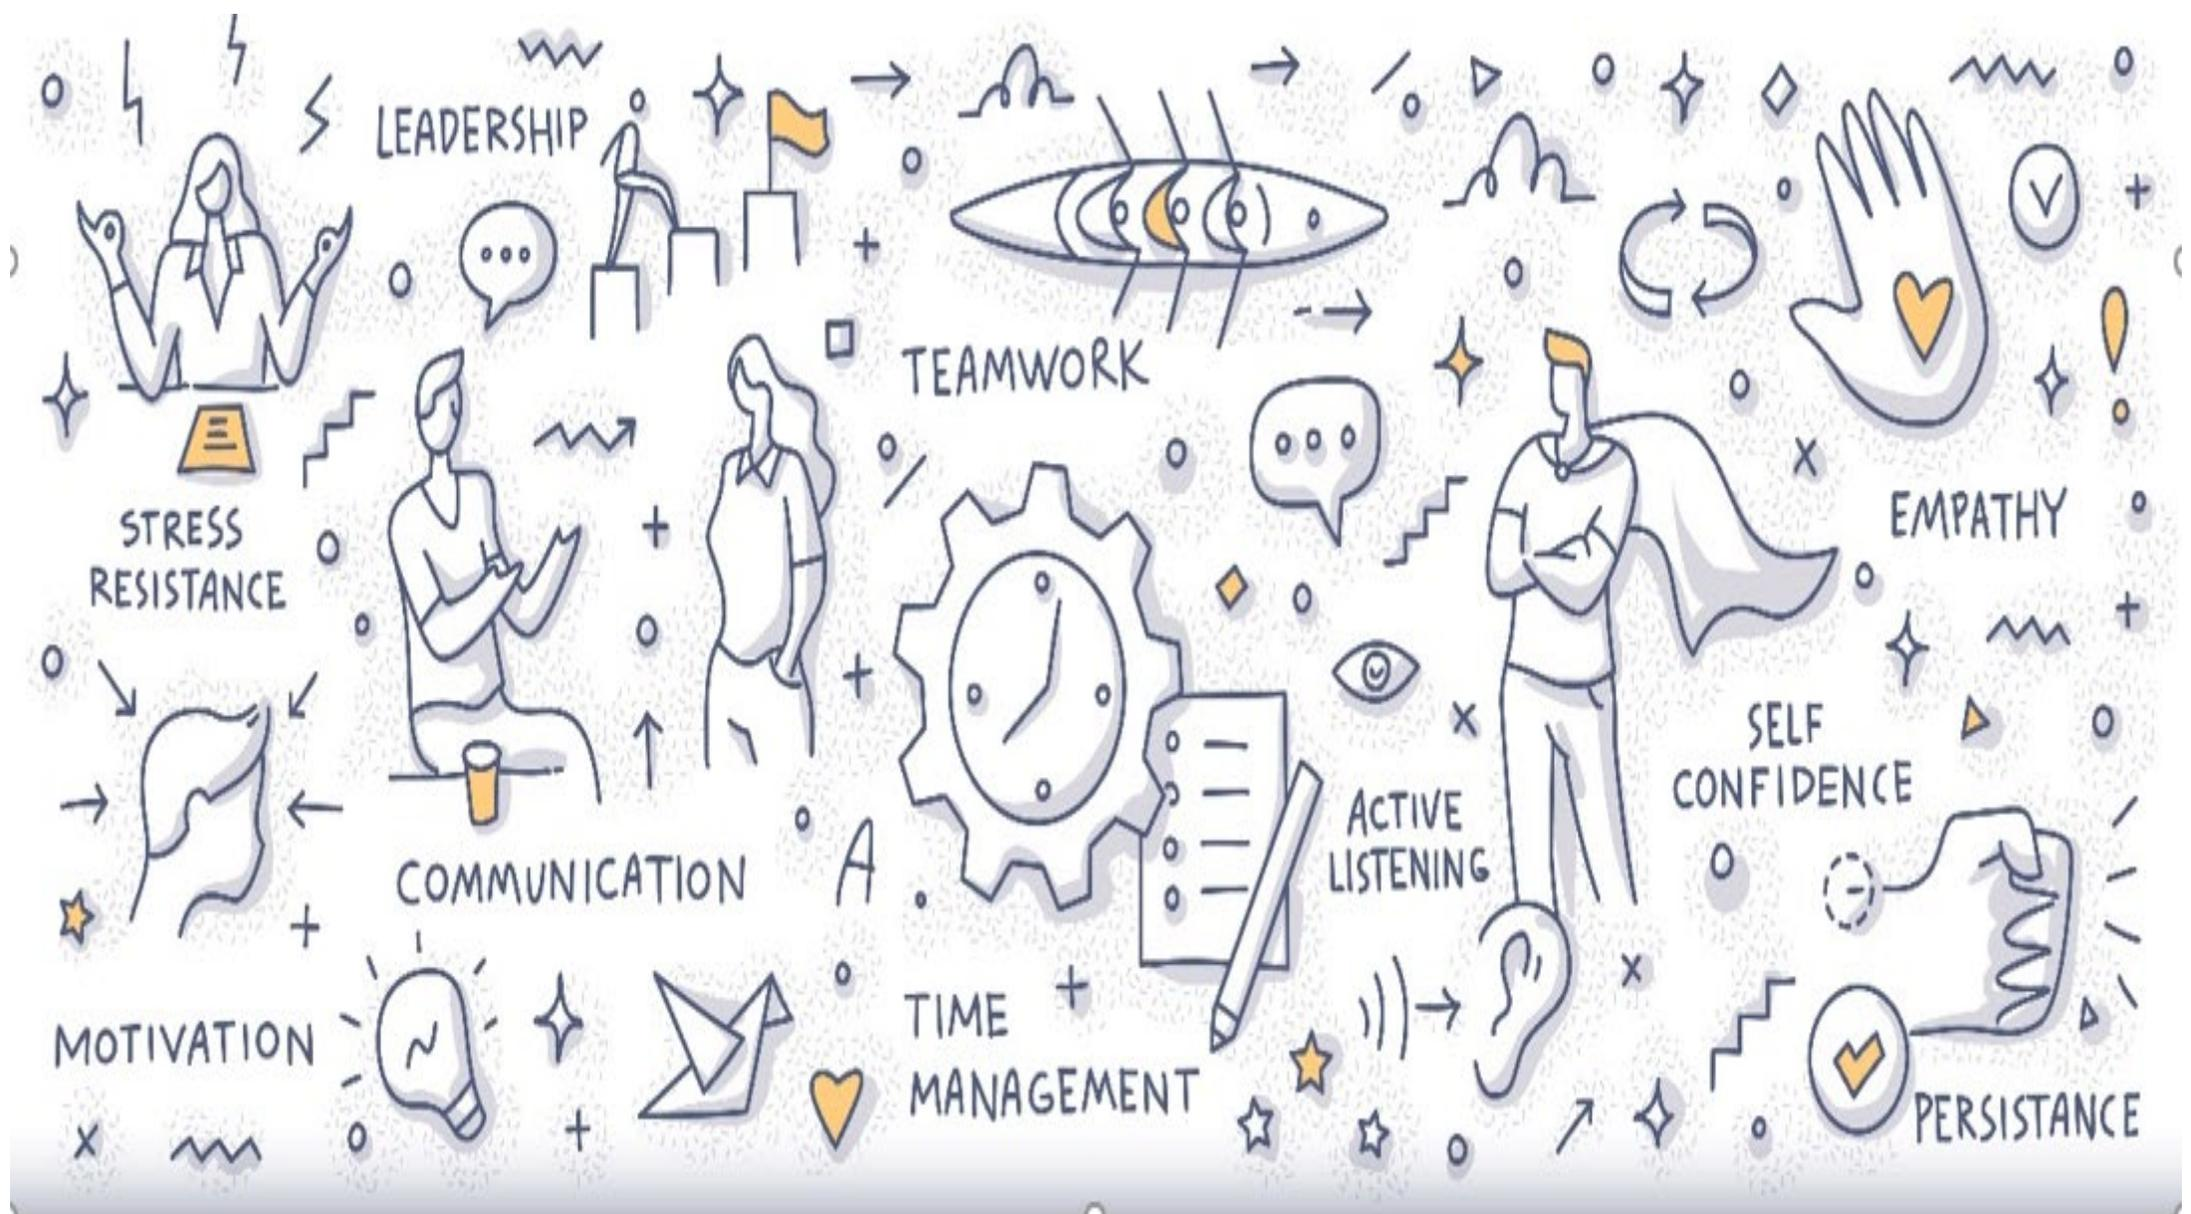 LEADERSHIP
TEAMWORK
STRESS
RESISTANCE
EMPATHY
SELF
CONFIDENCE
ACTIVE
LISTENING
COMMUNICATION
A
TIME
MANAGEMENT
MOTIVATION
PERSISTANCE